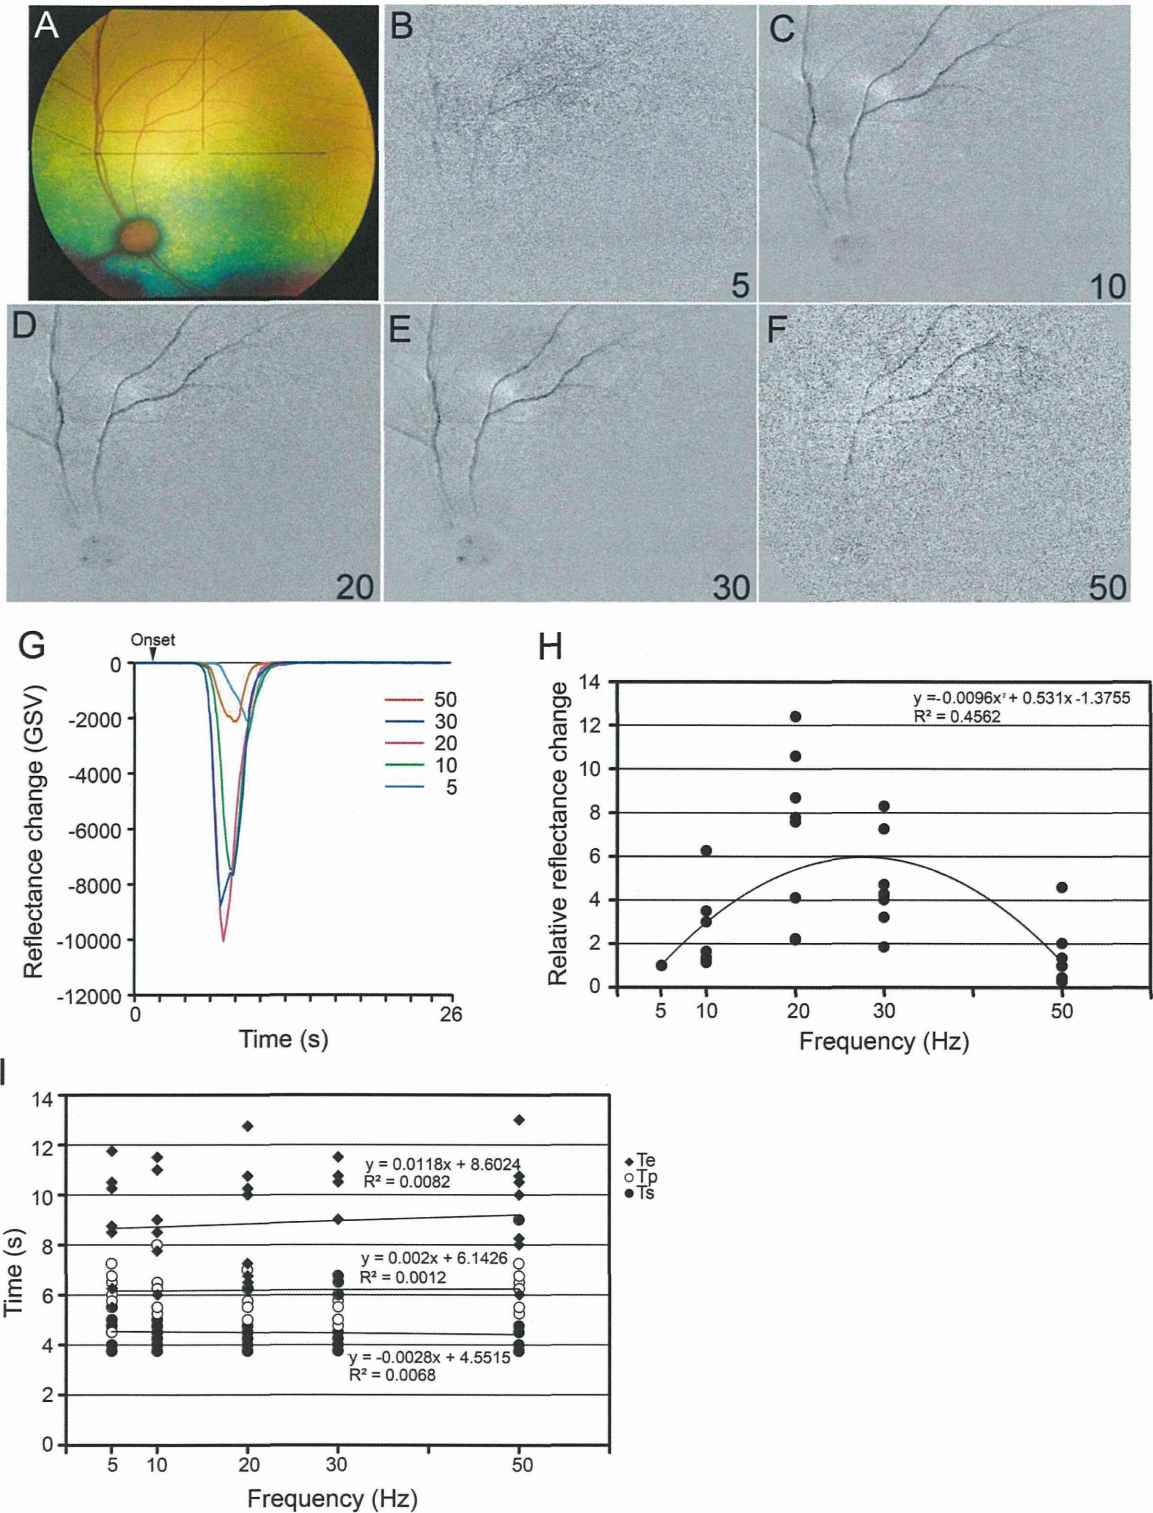 A
B
5
C
10
D
20
E
30
F
50
G
Onset
0
-2000
-4000
-6000
-8000
-10000
-12000
Reflectance change (GSV)
50
30
20
10
5
0 26
Time (s)
H
14
12
10
8
6
4
2
0
Relative reflectance change
y =-0.0096x² + 0.531x -1.3755
R² = 0.4562
5 10 20 30 50
Frequency (Hz)
I
14
12
10
8
6
4
2
0
Time (s)
y = 0.0118x + 8.6024
R² = 0.0082
y = 0.002x + 6.1426
R² = 0.0012
y = -0.0028x + 4.5515
R² = 0.0068
Te
Tp
Ts
5 10 20 30 50
Frequency (Hz)